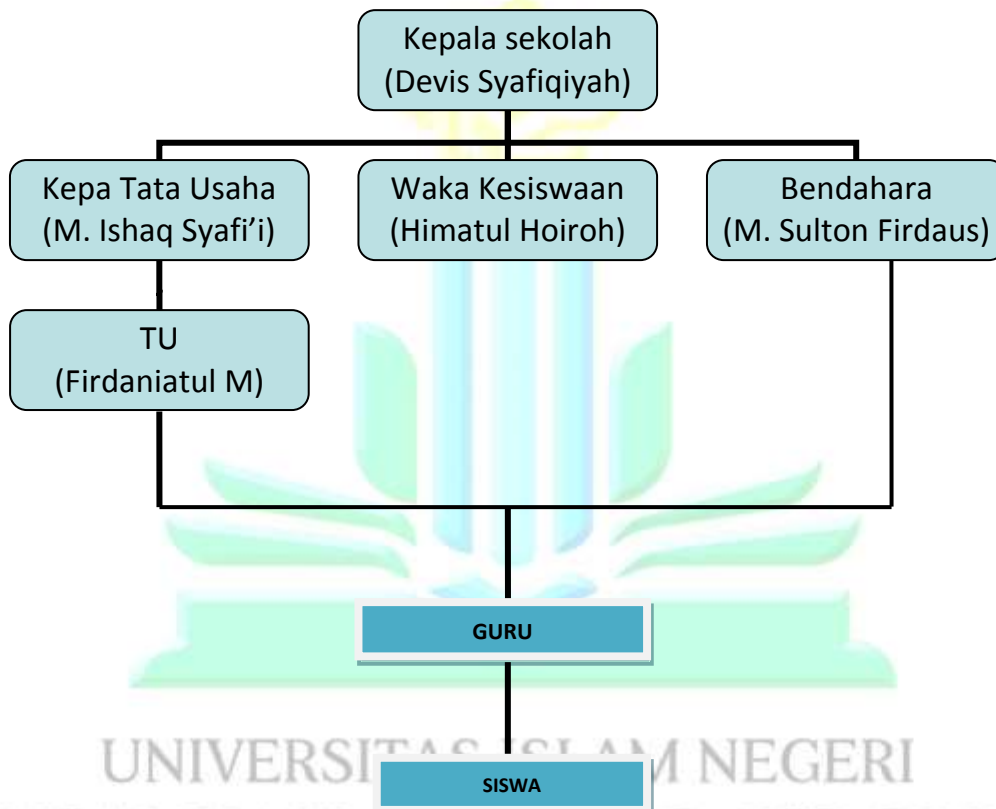 Kepala sekolah
(Devis Syafiqiyah)
Kepa Tata Usaha
(M. Ishaq Syafi’i)
Waka Kesiswaan
(Himatul Hoiroh)
Bendahara
(M. Sulton Firdaus)
TU
(Firdaniatul M)
GURU
UNIVERSITAS ISLAM NEGERI
SISWA